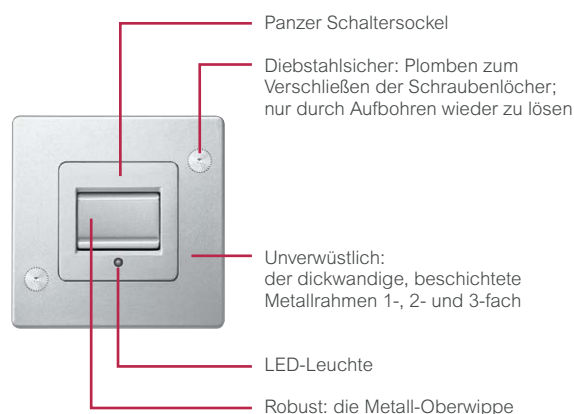 Panzer Schaltersockel
Diebstahlsicher: Plomben zum
Verschließen der Schraubenlöcher;
nur durch Aufbohren wieder zu lösen
Unverwüstlich:
der dickwandige, beschichtete
Metallrahmen 1-, 2- und 3-fach
LED-Leuchte
Robust: die Metall-Oberwippe